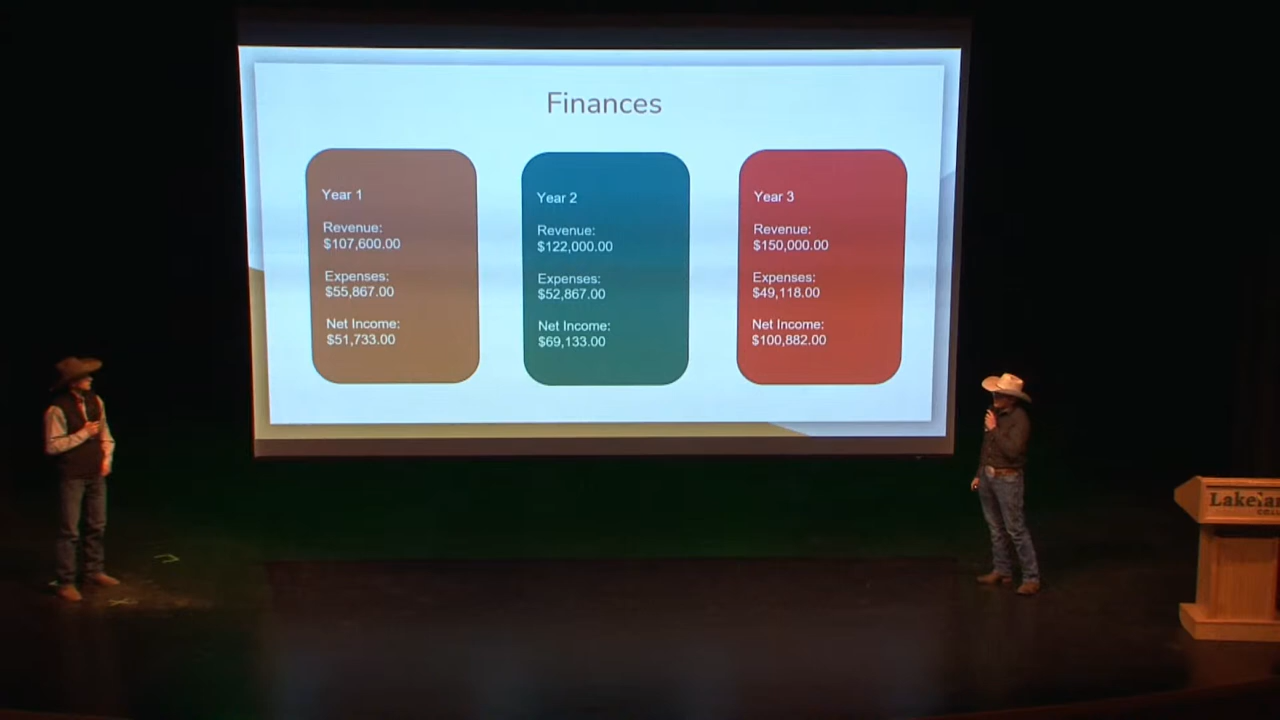 Finances
Year 1
Revenue:
$107,600.00
Expenses:
$55,867.00
Net Income:
$51,733.00
Year 2
Revenue:
$122,000.00
Expenses:
$52,867.00
Net Income:
$69,133.00
Year 3
Revenue:
$150,000.00
Expenses:
$49,118.00
Net Income:
$100,882.00